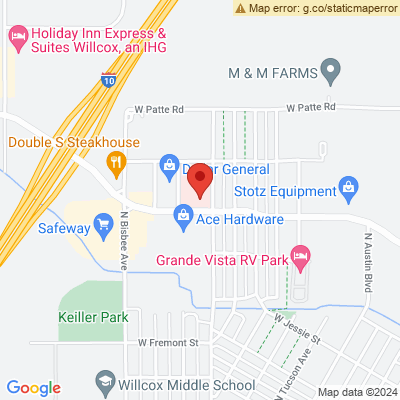 Map error: g.co/staticmaperror
Holiday Inn Express &
Suites Willcox, an IHG
10
M & M FARMS
W Patte Rd
W Patte Rd
Double S Steakhouse
Dollar General
Stotz Equipment
N Bisbee Ave
Safeway
Ace Hardware
N Austin Blvd
Grande Vista RV Park
Keiller Park
W Jessie St
W Fremont St
N Tucson Ave
Willcox Middle School
Google
Map data ©2024